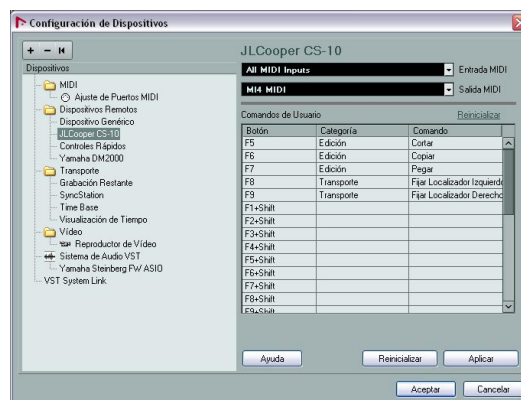 Configuración de Dispositivos
Dispositivos
MIDI
Ajuste de Puertos MIDI
Dispositivos Remotos
Dispositivo Genérico
JLCooper CS-10
Controles Rápidos
Yamaha DM2000
Transporte
Grabación Restante
SyncStation
Time Base
Visualización de Tiempo
Vídeo
Reproductor de Vídeo
Sistema de Audio VST
Yamaha Steinberg FW ASIO
VST System Link
JLCooper CS-10
All MIDI Inputs Entrada MIDI
MI4 MIDI Salida MIDI
Comandos de Usuario Reinicializar
Botón Categoría Comando
F5 Edición Cortar
F6 Edición Copiar
F7 Edición Pegar
F8 Transporte Fijar Localizador Izquierdo
F9 Transporte Fijar Localizador Derecho
F1+Shift
F2+Shift
F3+Shift
F4+Shift
F5+Shift
F6+Shift
F7+Shift
F8+Shift
F9+Shift
Ayuda Reinicializar Aplicar
Aceptar Cancelar